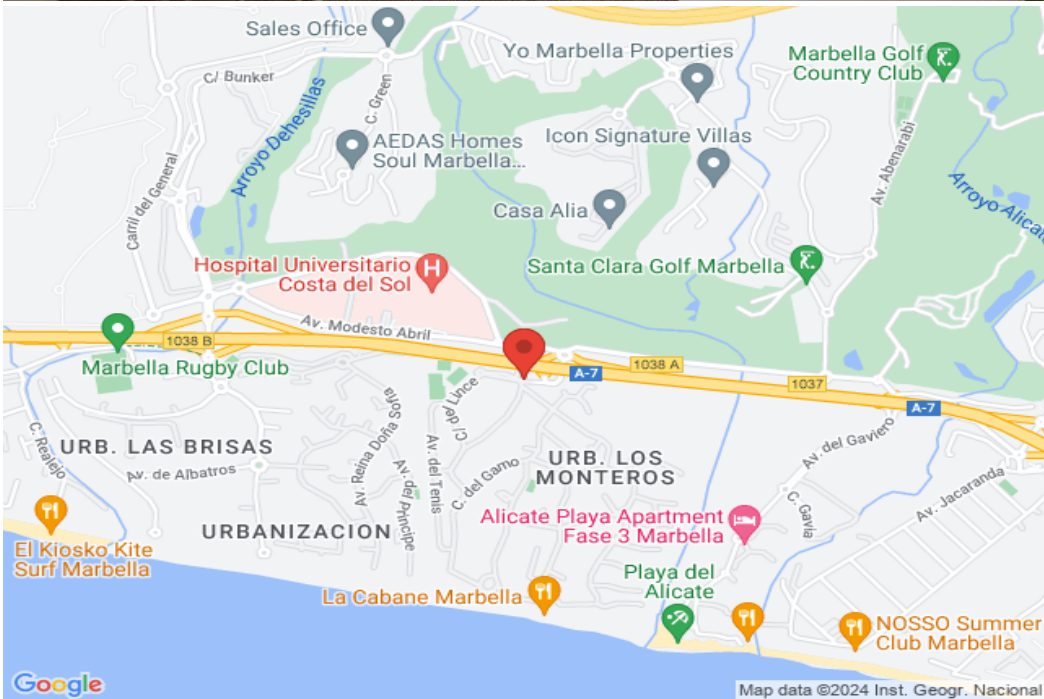 Sales Office
Yo Marbella Properties
Marbella Golf
Country Club
C/ Bunker
C. Green
Arroyo Dehesillas
AEDAS Homes
Soul Marbella...
Icon Signature Villas
Av. Abenarabi
Arroyo Alicate
Carril del General
Casa Alia
Hospital Universitario
Costa del Sol
H
Santa Clara Golf Marbella
Av. Modesto Abril
1038 B
1038 A
A-7
1037
A-7
Marbella Rugby Club
C/ del Lince
Av. Reina Doña Sofia
Av. del Tenis
Av. del Principe
C. del Gamo
C. Realejo
URB. LAS BRISAS
Av. de Albatros
URB. LOS
MONTEROS
Av. del Gaviero
C. Gavia
Av. Jacaranda
URBANIZACION
Alicate Playa Apartment
Fase 3 Marbella
El Kiosko Kite
Surf Marbella
La Cabane Marbella
Playa del
Alicate
NOSSO Summer
Club Marbella
Google
Map data ©2024 Inst. Geogr. Nacional